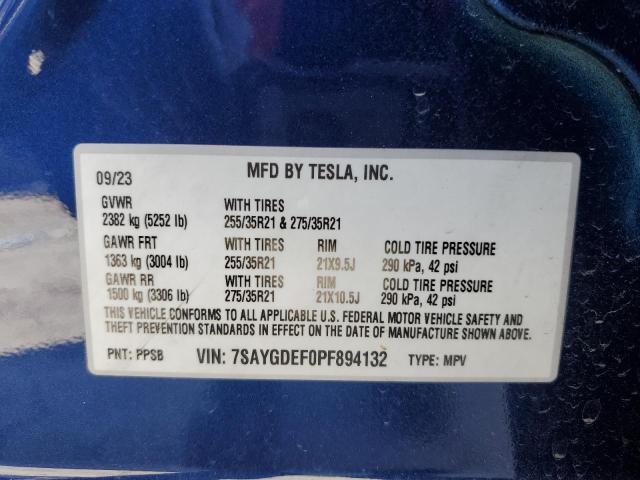 MFD BY TESLA, INC.
09/23
GVWR WITH TIRES
2382 kg (5252 lb) 255/35R21 & 275/35R21
GAWR FRT WITH TIRES RIM COLD TIRE PRESSURE
1363 kg (3004 lb) 255/35R21 21X9.5J 290 kPa, 42 psi
GAWR RR WITH TIRES RIM COLD TIRE PRESSURE
1500 kg (3306 lb) 275/35R21 21X10.5J 290 kPa, 42 psi
THIS VEHICLE CONFORMS TO ALL APPLICABLE U.S. FEDERAL MOTOR VEHICLE SAFETY AND
THEFT PREVENTION STANDARDS IN EFFECT ON THE DATE OF MANUFACTURE SHOWN ABOVE.
PNT: PPSB VIN: 7SAYGDEF0PF894132 TYPE: MPV